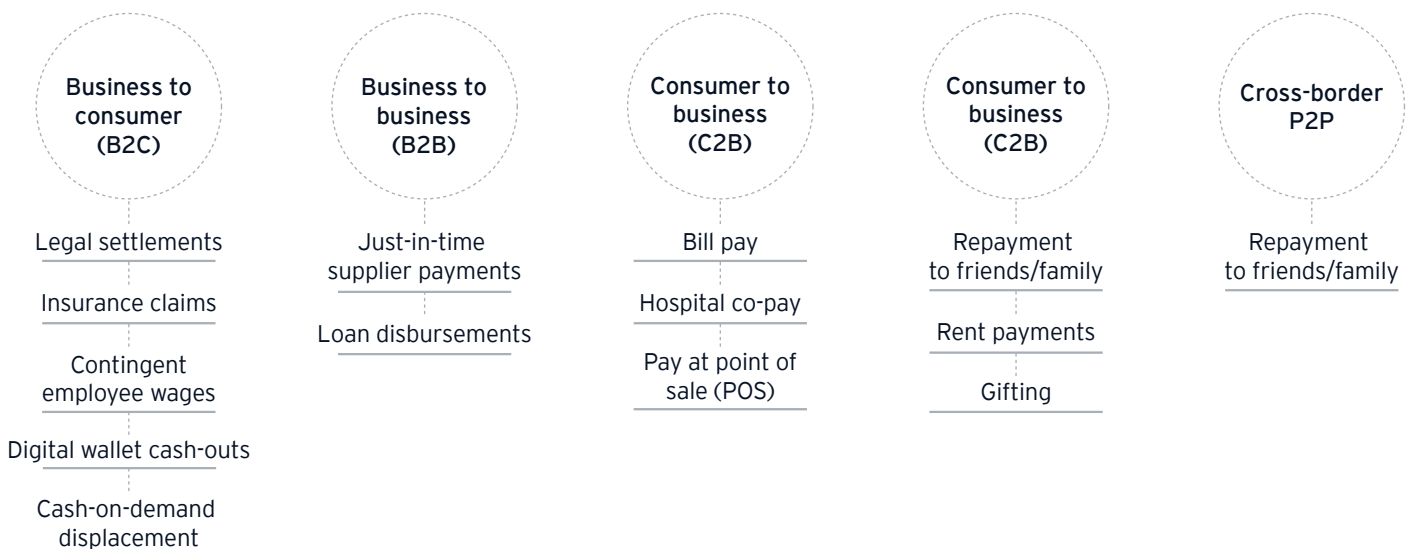 Business to
consumer
(B2C)
Legal settlements
Insurance claims
Contingent
employee wages
Digital wallet cash-outs
Cash-on-demand
displacement
Business to
business
(B2B)
Just-in-time
supplier payments
Loan disbursements
Consumer to
business
(C2B)
Bill pay
Hospital co-pay
Pay at point of
sale (POS)
Consumer to
business
(C2B)
Repayment
to friends/family
Rent payments
Gifting
Cross-border
P2P
Repayment
to friends/family